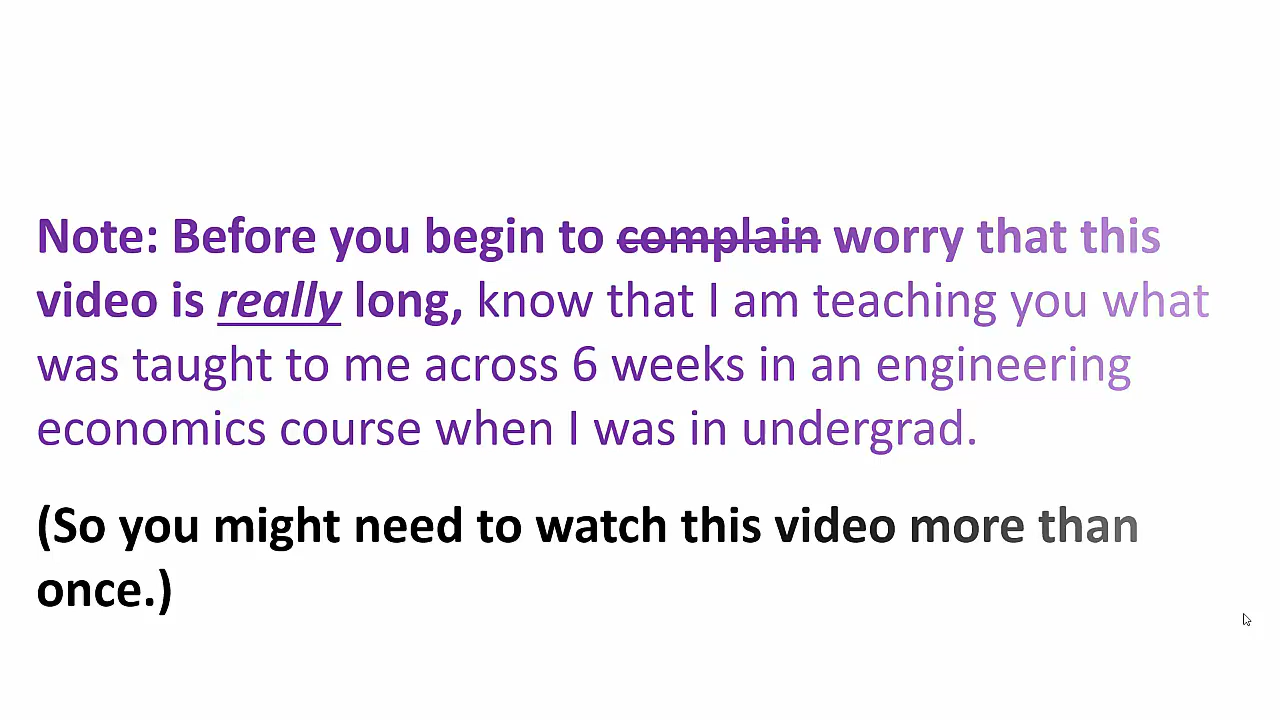 Note: Before you begin to complain worry that this
video is really long, know that I am teaching you what
was taught to me across 6 weeks in an engineering
economics course when I was in undergrad.
(So you might need to watch this video more than
once.)